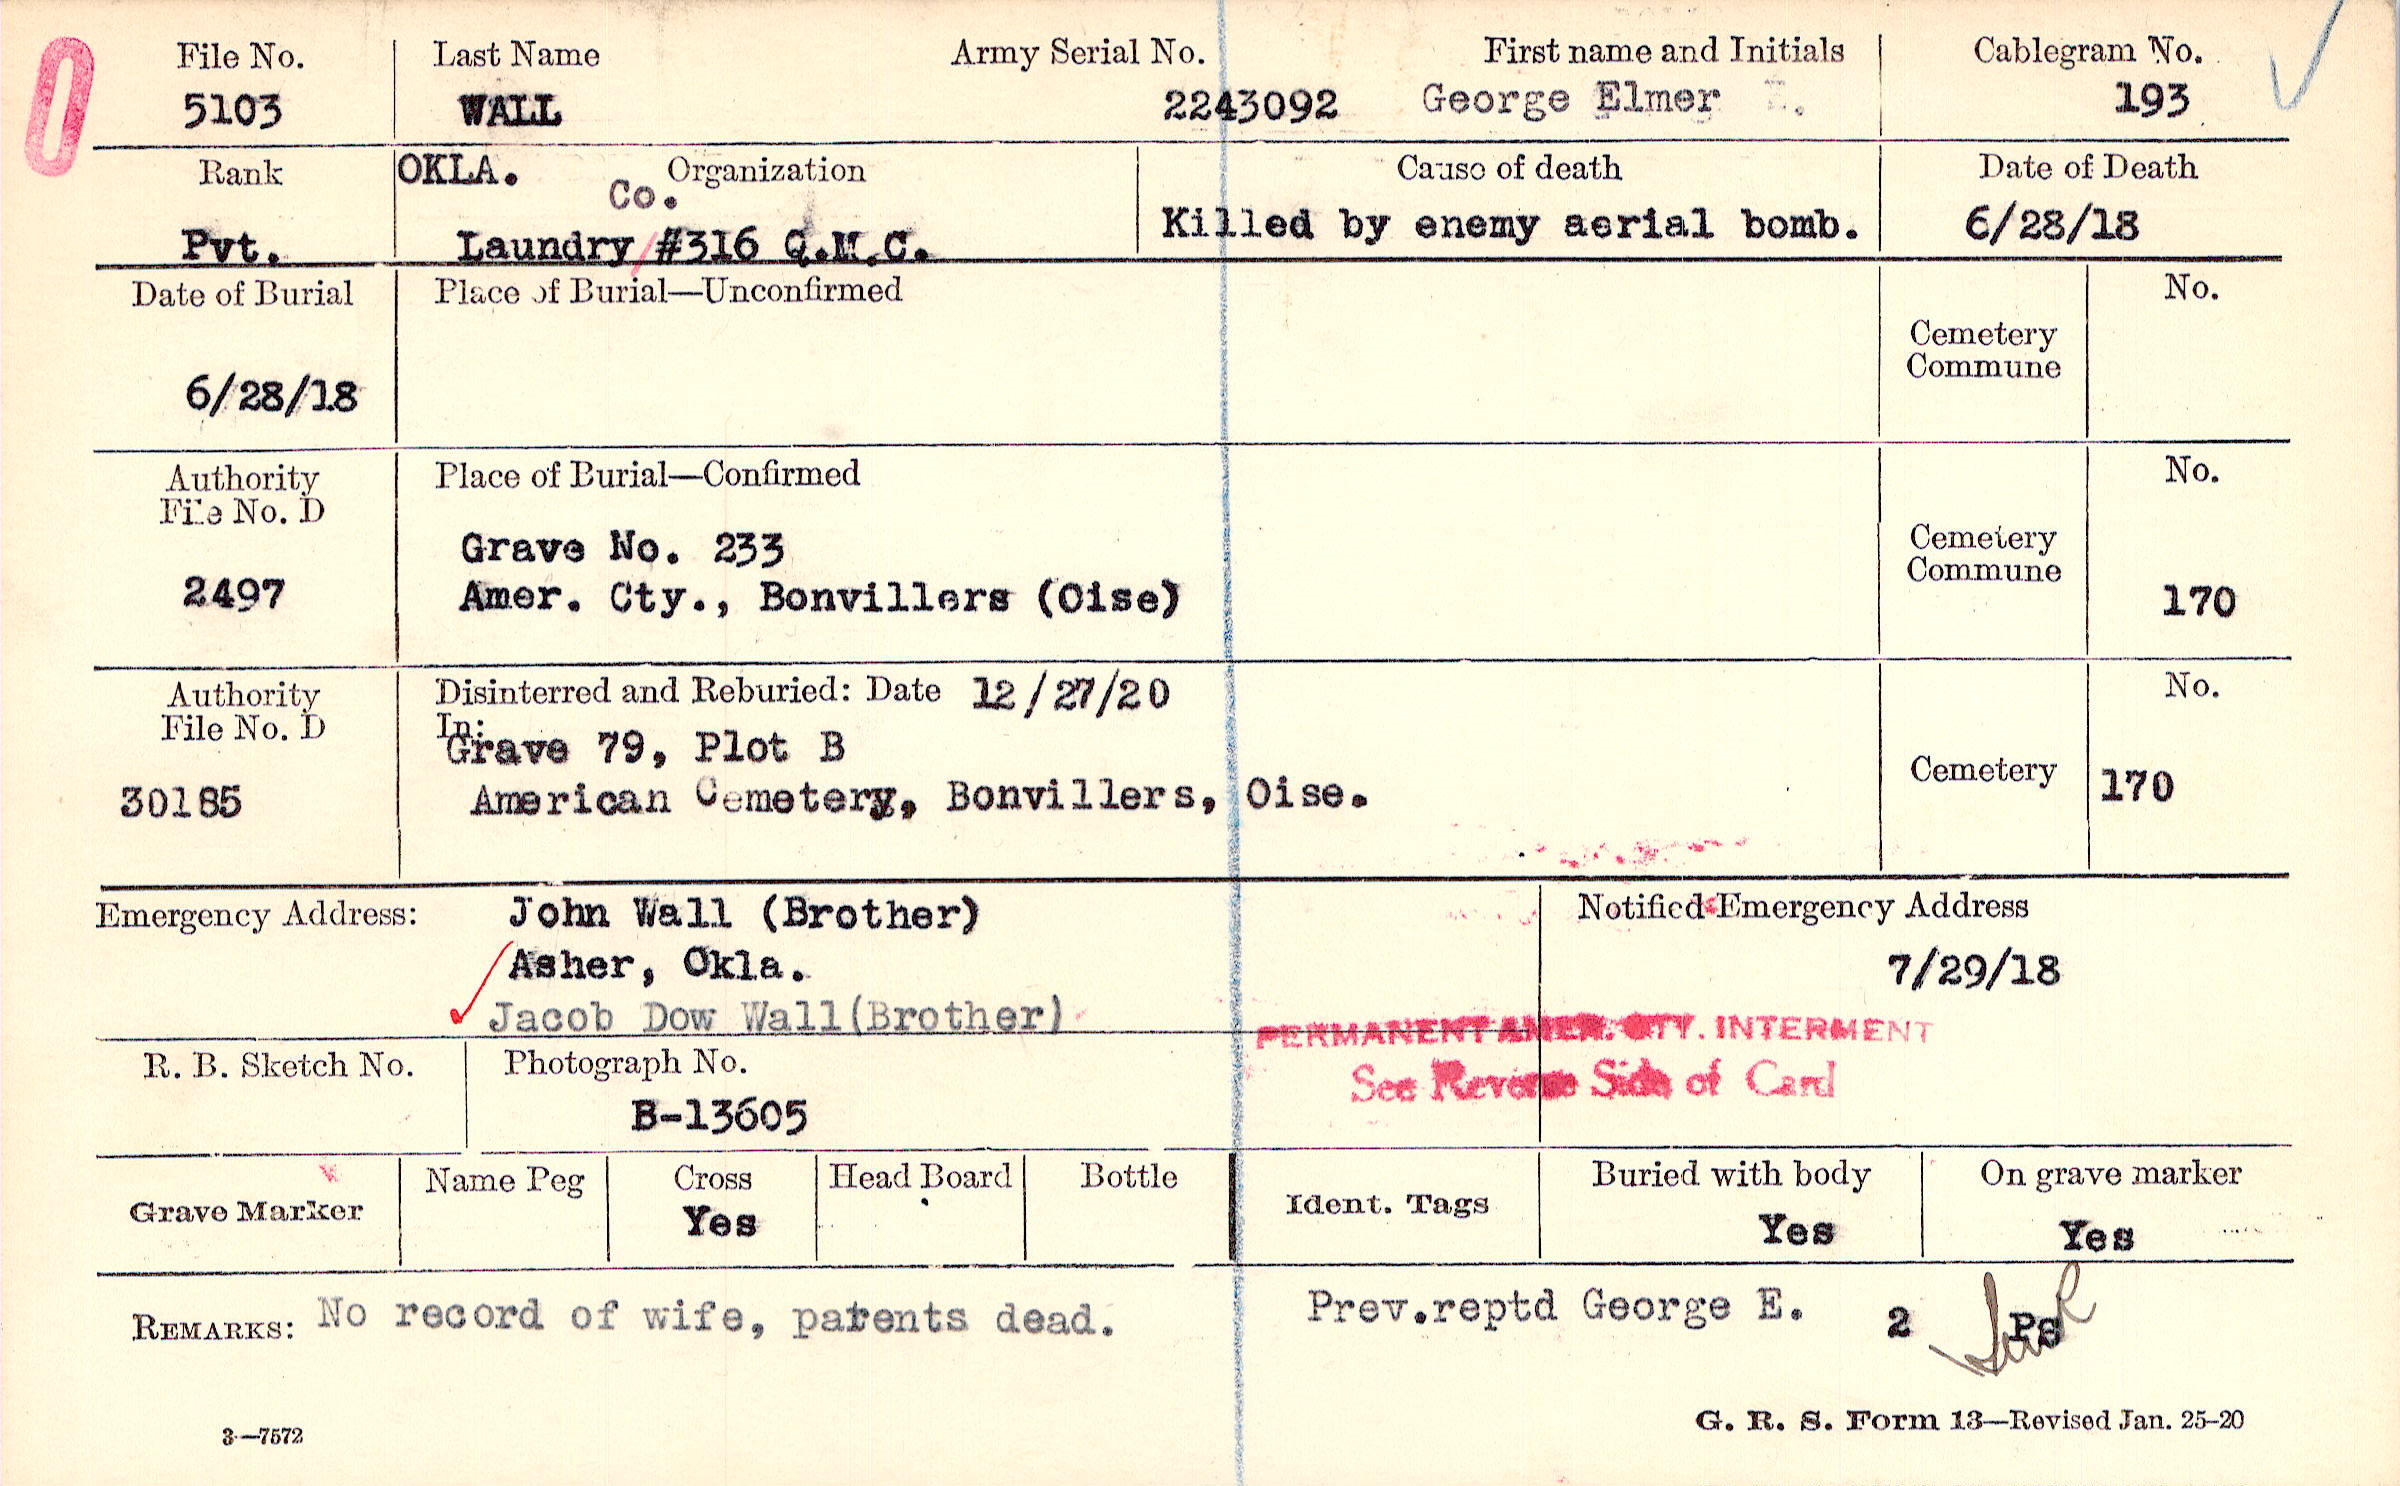 File No. Last Name Army Serial No. First name and Initials Cablegram No.
5103 WALL 2243092 George Elmer 193
Rank OKLA. Organization Cause of death Date of Death
Co.
Pvt. Laundry #316 Q.M.C. Killed by enemy aerial bomb. 6/28/18
Date of Burial Place of Burial—Unconfirmed No.
Cemetery
Commune
6/28/18
Authority Place of Burial—Confirmed No.
File No. D
Grave No. 233 Cemetery
Commune
2497 Amer. Cty., Bonvillers (Oise) 170
Authority Disinterred and Reburied: Date 12/27/20 No.
File No. D In:
Grave 79, Plot B
Cemetery 170
30185 American Cemetery, Bonvillers, Oise.
Emergency Address: John Wall (Brother) Notified Emergency Address
Asher, Okla. 7/29/18
Jacob Dow Wall(Brother)
PERMANENT AMER. CTY. INTERMENT
R. B. Sketch No. Photograph No. See Reverse Side of Card
B-13605
Grave Marker Name Peg Cross Head Board Bottle Ident. Tags Buried with body On grave marker
Yes Yes Yes
REMARKS: No record of wife, parents dead. Prev.reptd George E. 2 Ps
3—7572 G. R. S. Form 13—Revised Jan. 25-20